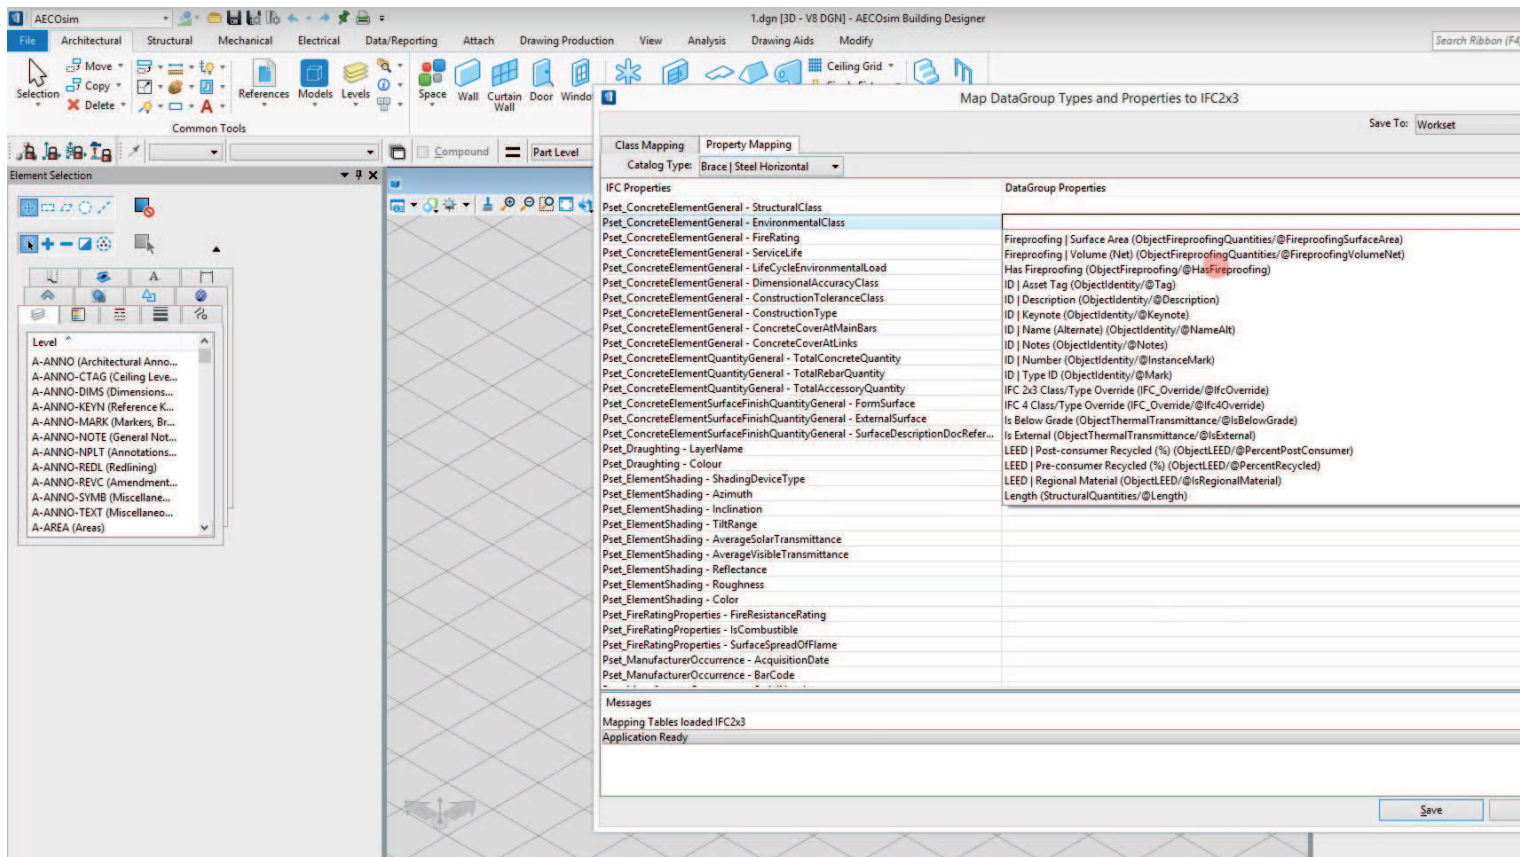 AECOsim
1.dgn [3D - V8 DGN] - AECOsim Building Designer
File Architectural Structural Mechanical Electrical Data/Reporting Attach Drawing Production View Analysis Drawing Aids Modify
Search Ribbon (F4
Selection
Move
Copy
Delete
References Models Levels
Common Tools
Space Wall Curtain Wall Door Windo
Ceiling Grid
Compound
Part Level
Map DataGroup Types and Properties to IFC2x3
Save To: Workset
Class Mapping Property Mapping
Catalog Type: Brace | Steel Horizontal
IFC Properties DataGroup Properties
Pset_ConcreteElementGeneral - StructuralClass
Pset_ConcreteElementGeneral - EnvironmentalClass
Pset_ConcreteElementGeneral - FireRating
Pset_ConcreteElementGeneral - ServiceLife
Pset_ConcreteElementGeneral - LifeCycleEnvironmentalLoad
Pset_ConcreteElementGeneral - DimensionalAccuracyClass
Pset_ConcreteElementGeneral - ConstructionToleranceClass
Pset_ConcreteElementGeneral - ConstructionType
Pset_ConcreteElementGeneral - ConcreteCoverAtMainBars
Pset_ConcreteElementGeneral - ConcreteCoverAtLinks
Pset_ConcreteElementQuantityGeneral - TotalConcreteQuantity
Pset_ConcreteElementQuantityGeneral - TotalRebarQuantity
Pset_ConcreteElementQuantityGeneral - TotalAccessoryQuantity
Pset_ConcreteElementSurfaceFinishQuantityGeneral - FormSurface
Pset_ConcreteElementSurfaceFinishQuantityGeneral - ExternalSurface
Pset_ConcreteElementSurfaceFinishQuantityGeneral - SurfaceDescriptionDocRefer...
Pset_Draughting - LayerName
Pset_Draughting - Colour
Pset_ElementShading - ShadingDeviceType
Pset_ElementShading - Azimuth
Pset_ElementShading - Inclination
Pset_ElementShading - TiltRange
Pset_ElementShading - AverageSolarTransmittance
Pset_ElementShading - AverageVisibleTransmittance
Pset_ElementShading - Reflectance
Pset_ElementShading - Roughness
Pset_ElementShading - Color
Pset_FireRatingProperties - FireResistanceRating
Pset_FireRatingProperties - IsCombustible
Pset_FireRatingProperties - SurfaceSpreadOfFlame
Pset_ManufacturerOccurrence - AcquisitionDate
Pset_ManufacturerOccurrence - BarCode
Fireproofing | Surface Area (ObjectFireproofingQuantities/@FireproofingSurfaceArea)
Fireproofing | Volume (Net) (ObjectFireproofingQuantities/@FireproofingVolumeNet)
Has Fireproofing (ObjectFireproofing/@HasFireproofing)
ID | Asset Tag (ObjectIdentity/@Tag)
ID | Description (ObjectIdentity/@Description)
ID | Keynote (ObjectIdentity/@Keynote)
ID | Name (Alternate) (ObjectIdentity/@NameAlt)
ID | Notes (ObjectIdentity/@Notes)
ID | Number (ObjectIdentity/@InstanceMark)
ID | Type ID (ObjectIdentity/@Mark)
IFC 2x3 Class/Type Override (IFC_Override/@IfcOverride)
IFC 4 Class/Type Override (IFC_Override/@Ifc4Override)
Is Below Grade (ObjectThermalTransmittance/@IsBelowGrade)
Is External (ObjectThermalTransmittance/@IsExternal)
LEED | Post-consumer Recycled (%) (ObjectLEED/@PercentPostConsumer)
LEED | Pre-consumer Recycled (%) (ObjectLEED/@PercentRecycled)
LEED | Regional Material (ObjectLEED/@IsRegionalMaterial)
Length (StructuralQuantities/@Length)
Messages
Mapping Tables loaded IFC2x3
Application Ready
Save
Element Selection
Level
A-ANNO (Architectural Anno...
A-ANNO-CTAG (Ceiling Leve...
A-ANNO-DIMS (Dimensions...
A-ANNO-KEYN (Reference K...
A-ANNO-MARK (Markers, Br...
A-ANNO-NOTE (General Not...
A-ANNO-NPLT (Annotations...
A-ANNO-REDL (Redlining)
A-ANNO-REVC (Amendment...
A-ANNO-SYMB (Miscellane...
A-ANNO-TEXT (Miscellaneo...
A-AREA (Areas)